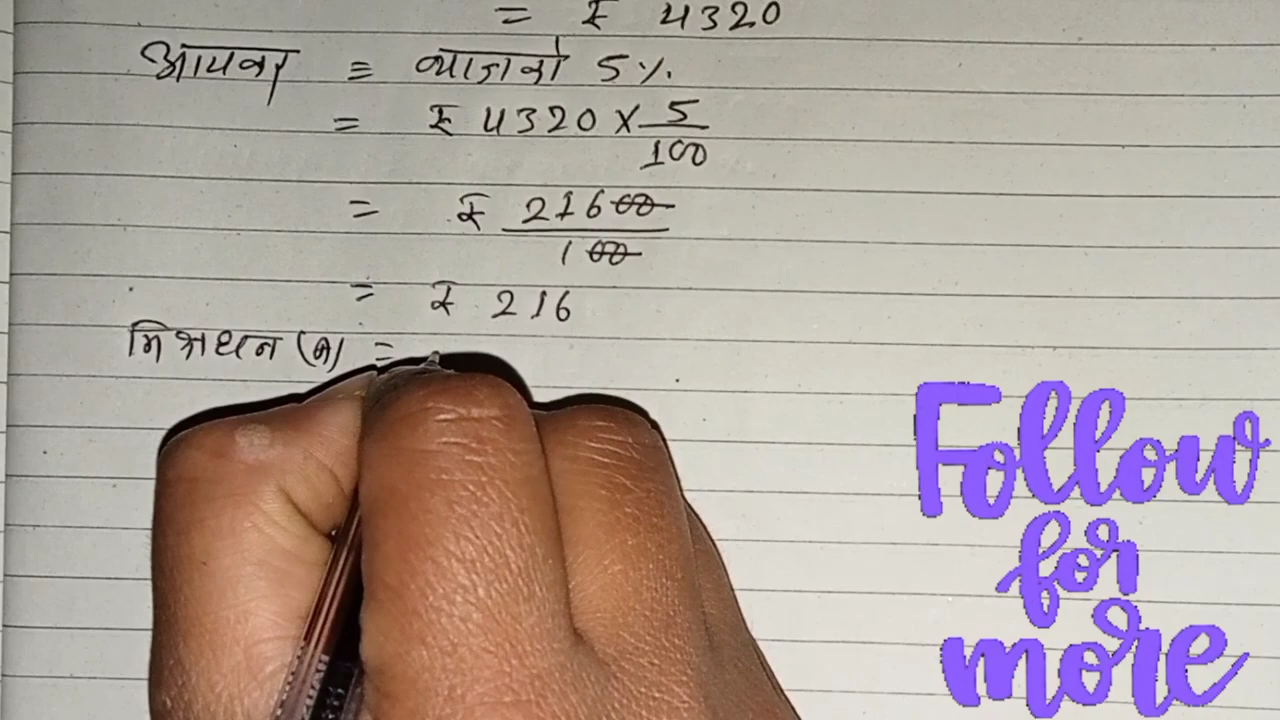 = ₹ 4320
आयकर = ब्याजको 5%.
= ₹ 4320 × 5/100
= ₹ 21600/100
= ₹ 216
मिश्रधन (A) =
Follow
for
more